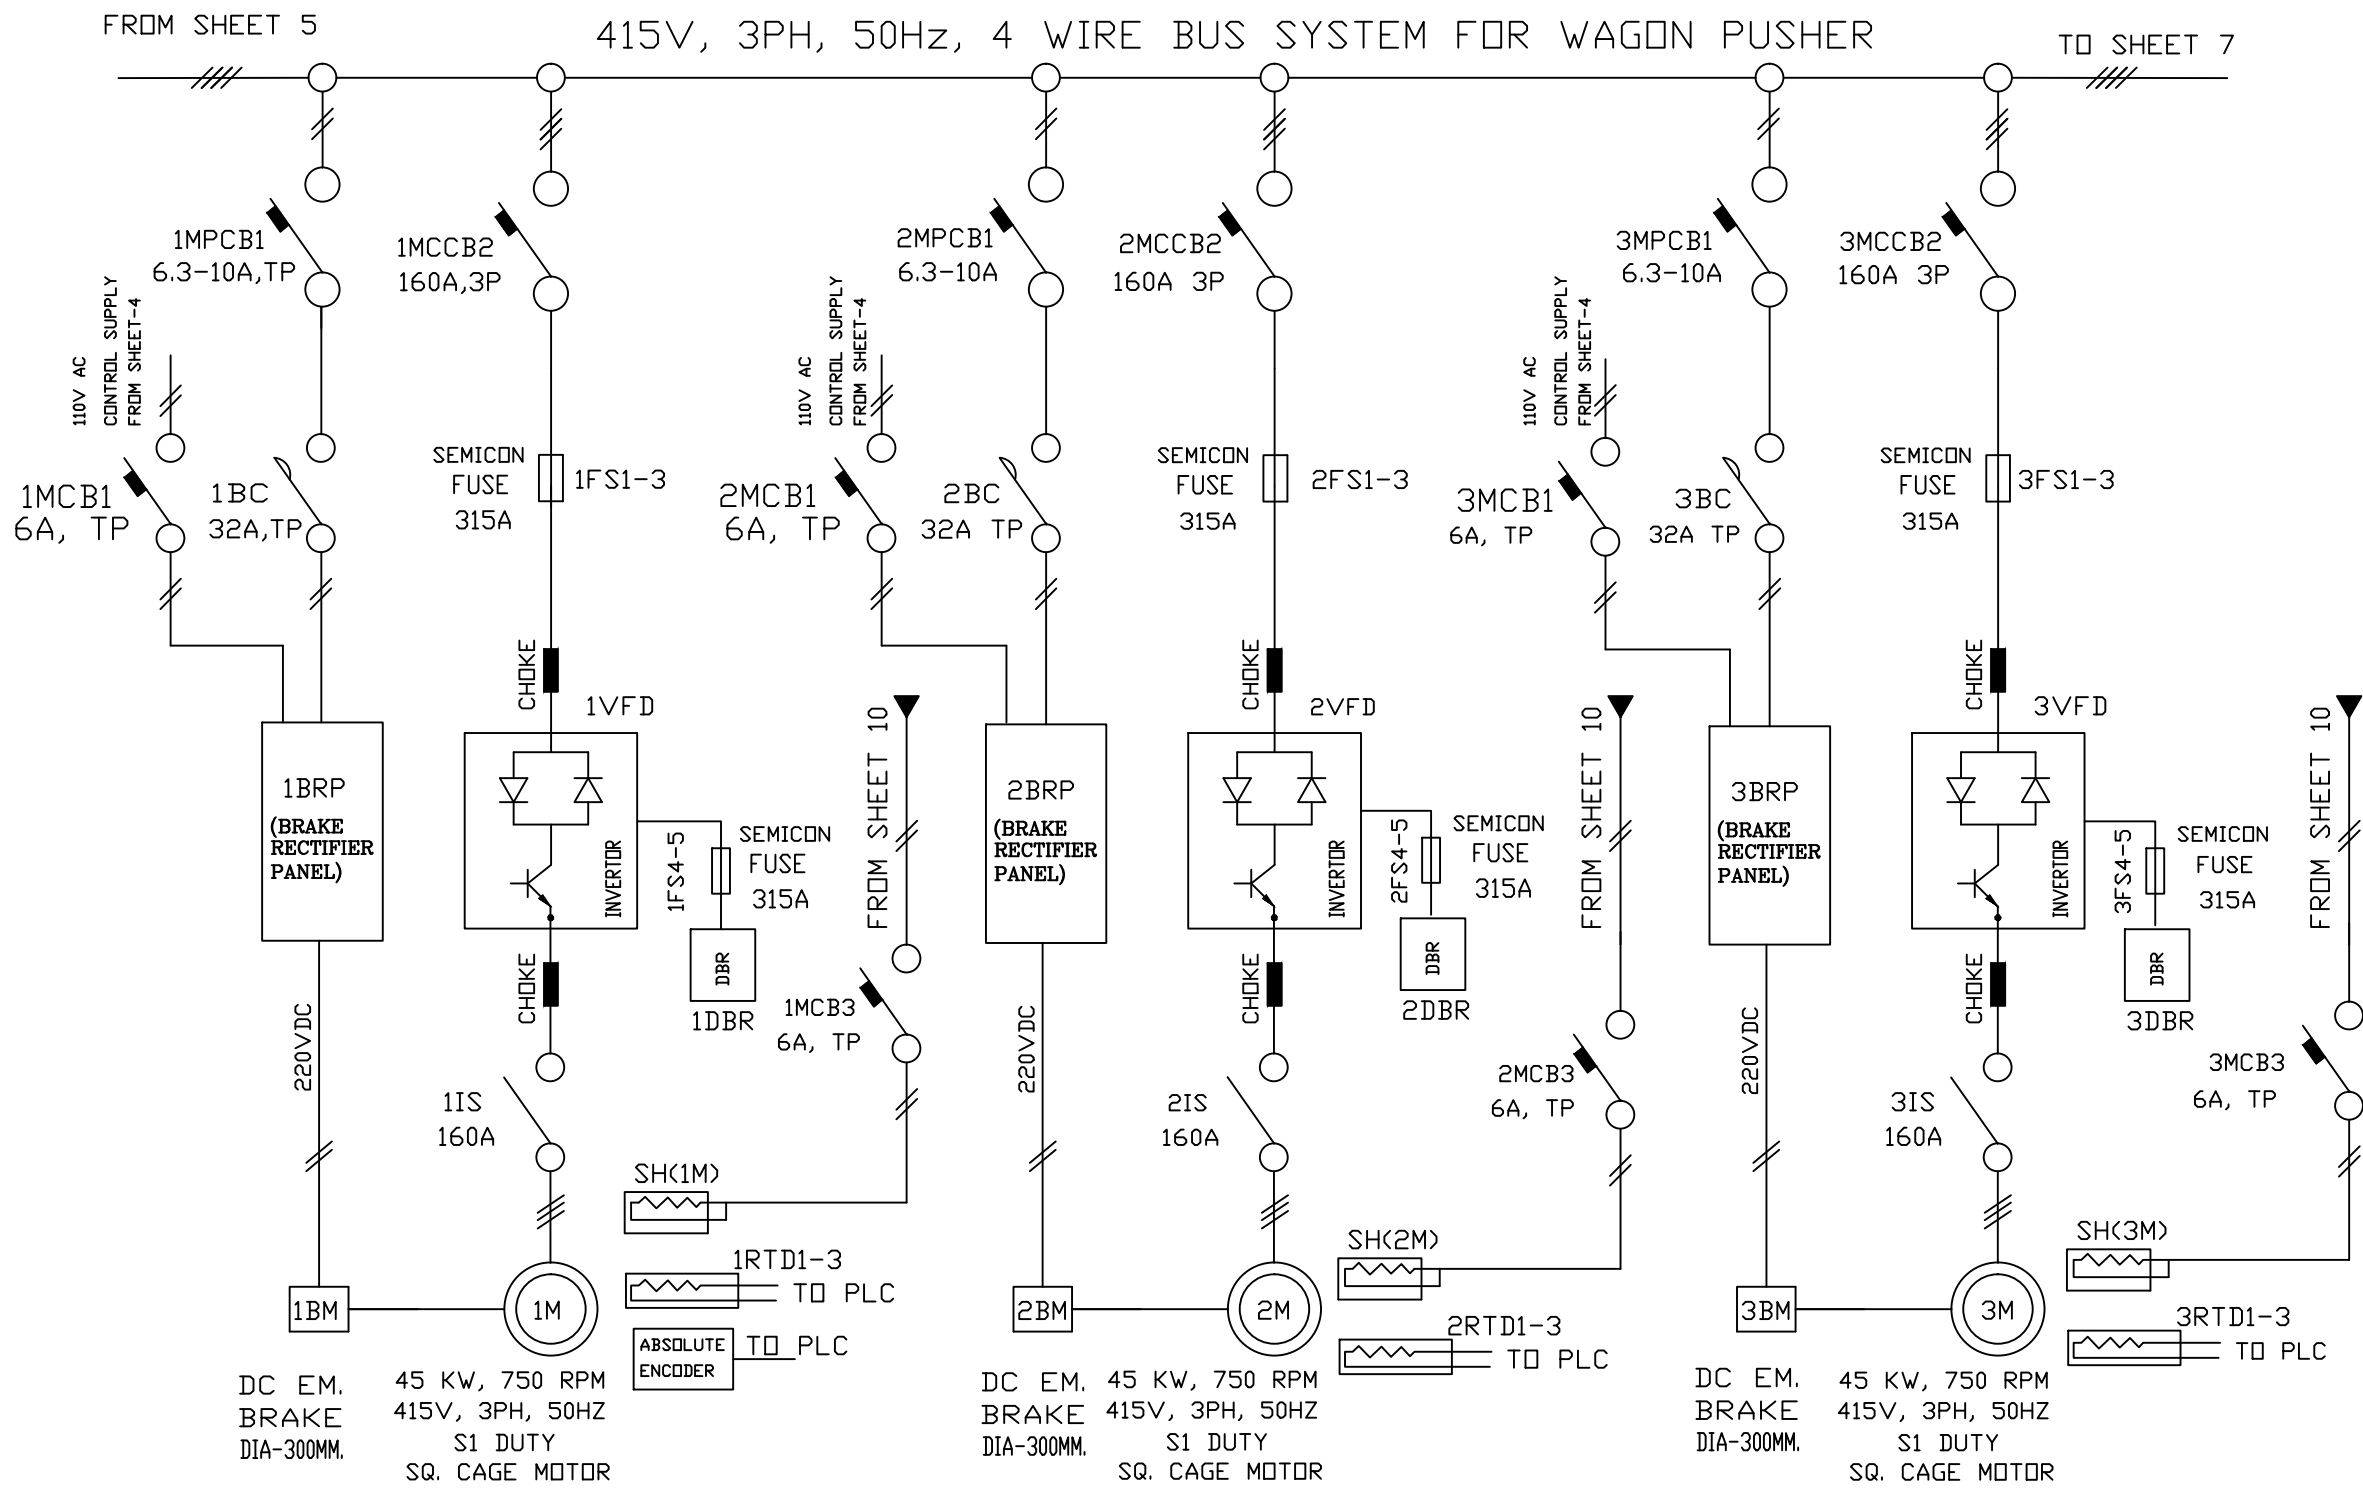 FROM SHEET 5
415V, 3PH, 50Hz, 4 WIRE BUS SYSTEM FOR WAGON PUSHER
TO SHEET 7
1MPCB1
6.3-10A,TP
1MCCB2
160A,3P
110V AC
CONTROL SUPPLY
FROM SHEET-4
1MCB1
6A, TP
1BC
32A,TP
SEMICON
FUSE
315A
1FS1-3
CHOKE
1VFD
1BRP
(BRAKE
RECTIFIER
PANEL)
INVERTOR
1FS4-5
SEMICON
FUSE
315A
DBR
1DBR
FROM SHEET 10
CHOKE
1MCB3
6A, TP
220VDC
1IS
160A
SH(1M)
1RTD1-3
TO PLC
1BM
1M
ABSOLUTE
ENCODER
TO PLC
DC EM.
BRAKE
DIA-300MM.
45 KW, 750 RPM
415V, 3PH, 50HZ
S1 DUTY
SQ. CAGE MOTOR
2MPCB1
6.3-10A
2MCCB2
160A 3P
110V AC
CONTROL SUPPLY
FROM SHEET-4
2MCB1
6A, TP
2BC
32A TP
SEMICON
FUSE
315A
2FS1-3
CHOKE
2VFD
2BRP
(BRAKE
RECTIFIER
PANEL)
INVERTOR
2FS4-5
SEMICON
FUSE
315A
DBR
2DBR
FROM SHEET 10
CHOKE
2MCB3
6A, TP
220VDC
2IS
160A
SH(2M)
2RTD1-3
TO PLC
2BM
2M
DC EM.
BRAKE
DIA-300MM.
45 KW, 750 RPM
415V, 3PH, 50HZ
S1 DUTY
SQ. CAGE MOTOR
3MPCB1
6.3-10A
3MCCB2
160A 3P
110V AC
CONTROL SUPPLY
FROM SHEET-4
3MCB1
6A, TP
3BC
32A TP
SEMICON
FUSE
315A
3FS1-3
CHOKE
3VFD
3BRP
(BRAKE
RECTIFIER
PANEL)
INVERTOR
3FS4-5
SEMICON
FUSE
315A
DBR
3DBR
FROM SHEET 10
CHOKE
3MCB3
6A, TP
220VDC
3IS
160A
SH(3M)
3RTD1-3
TO PLC
3BM
3M
DC EM.
BRAKE
DIA-300MM.
45 KW, 750 RPM
415V, 3PH, 50HZ
S1 DUTY
SQ. CAGE MOTOR